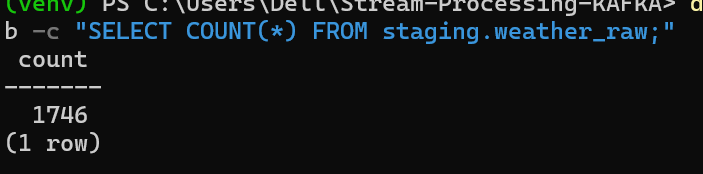 (venv) PS C:\Users\Dell\Stream-Processing-KAFKA> d
b -c "SELECT COUNT(*) FROM staging.weather_raw;"
count
-------
1746
(1 row)